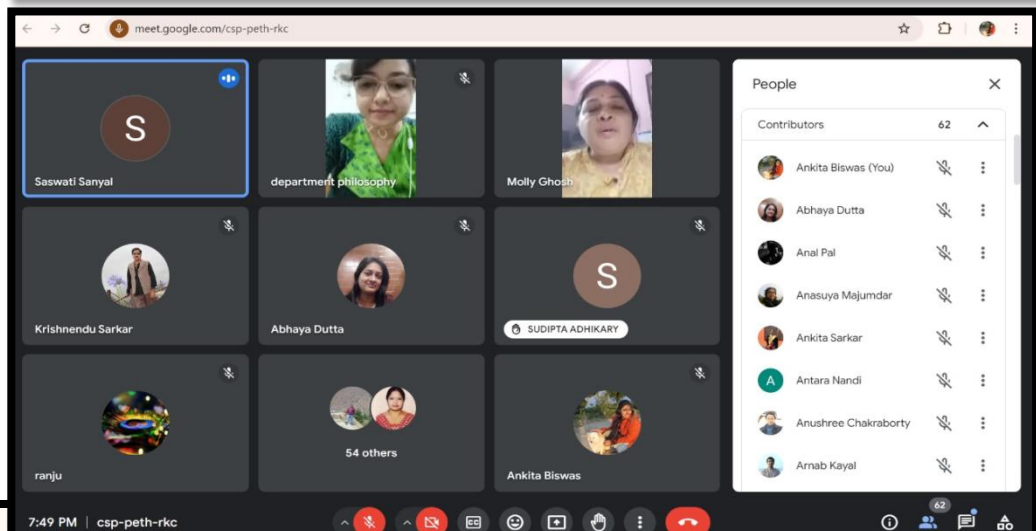 meet.google.com/csp-peth-rkc
S
Saswati Sanyal
department philosophy
Molly Ghosh
Krishnendu Sarkar
Abhaya Dutta
S
SUDIPTA ADHIKARY
ranju
54 others
Ankita Biswas
People
Contributors 62
Ankita Biswas (You)
Abhaya Dutta
Anal Pal
Anasuya Majumdar
Ankita Sarkar
A Antara Nandi
Anushree Chakraborty
Arnab Kayal
7:49 PM | csp-peth-rkc
CC
62